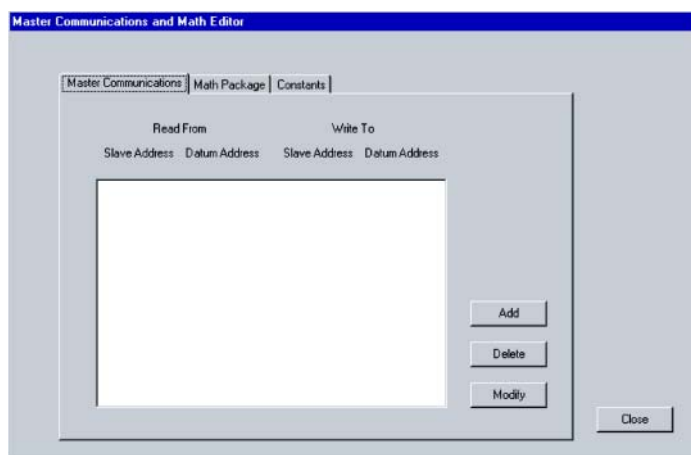 Master Communications and Math Editor
Master Communications Math Package Constants
Read From Write To
Slave Address Datum Address Slave Address Datum Address
Add
Delete
Modify
Close